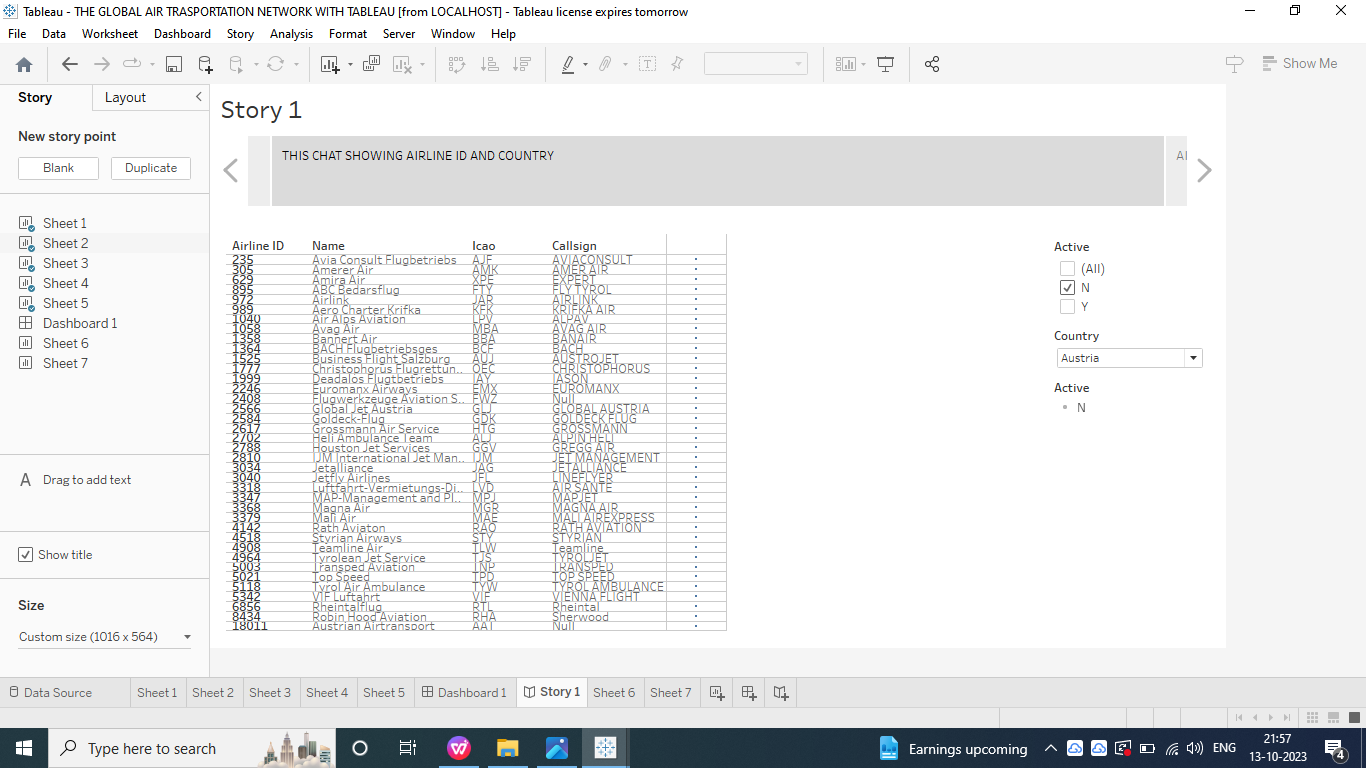 Tableau - THE GLOBAL AIR TRASPORTATION NETWORK WITH TABLEAU [from LOCALHOST] - Tableau license expires tomorrow
File Data Worksheet Dashboard Story Analysis Format Server Window Help
Show Me
Story Layout
New story point
Blank Duplicate
Sheet 1
Sheet 2
Sheet 3
Sheet 4
Sheet 5
Dashboard 1
Sheet 6
Sheet 7
A Drag to add text
Show title
Size
Custom size (1016 x 564)
Story 1
THIS CHAT SHOWING AIRLINE ID AND COUNTRY
Airline ID Name Icao Callsign
235 Avia Consult Flugbetriebs AJF AVIACONSULT
305 Amerer Air AMK AMER AIR
629 Amira Air XPE EXPERT
895 ABC Bedarsflug FTY FLY TYROL
972 Airlink JAR AIRLINK
989 Aero Charter Krifka KFK KRIFKA AIR
1040 Air Alps Aviation LPV ALPAV
1058 Avag Air MBA AVAG AIR
1358 Bannert Air BBA BANAIR
1364 BACH Flugbetriebsges BCF BACH
1525 Business Flight Salzburg AUJ AUSTROJET
1777 Christophorus Flugrettun.. OEC CHRISTOPHORUS
1999 Deadalos Flugtbetriebs IAY IASON
2246 Euromanx Airways EMX EUROMANX
2408 Flugwerkzeuge Aviation S.. FWZ Null
2566 Global Jet Austria GLJ GLOBAL AUSTRIA
2584 Goldeck-Flug GDK GOLDECK FLUG
2617 Grossmann Air Service HTG GROSSMANN
2702 Heli Ambulance Team ALJ ALPIN HELI
2788 Houston Jet Services GGV GREGG AIR
2810 IJM International Jet Man.. IJM JET MANAGEMENT
3034 Jetalliance JAG JETALLIANCE
3040 Jetfly Airlines JFL LINEFLYER
3318 Luftfahrt-Vermietungs-Di.. LVD AIR SANTE
3347 MAP-Management and Pl.. MPJ MAPJET
3368 Magna Air MGR MAGNA AIR
3379 Mali Air MAE MALI AIREXPRESS
4142 Rath Aviaton RAO RATH AVIATION
4518 Styrian Airways STY STYRIAN
4908 Teamline Air TLW Teamline
4964 Tyrolean Jet Service TJS TYROLJET
5003 Transped Aviation TNP TRANSPED
5021 Top Speed TPD TOP SPEED
5118 Tyrol Air Ambulance TYW TYROL AMBULANCE
5342 VIF Luftahrt VIF VIENNA FLIGHT
6856 Rheintalflug RTL Rheintal
8434 Robin Hood Aviation RHA Sherwood
18011 Austrian Airtransport AAT Null
Active
(All)
N
Y
Country
Austria
Active
N
Data Source Sheet 1 Sheet 2 Sheet 3 Sheet 4 Sheet 5 Dashboard 1 Story 1 Sheet 6 Sheet 7
Type here to search
Earnings upcoming
ENG
21:57
13-10-2023
4